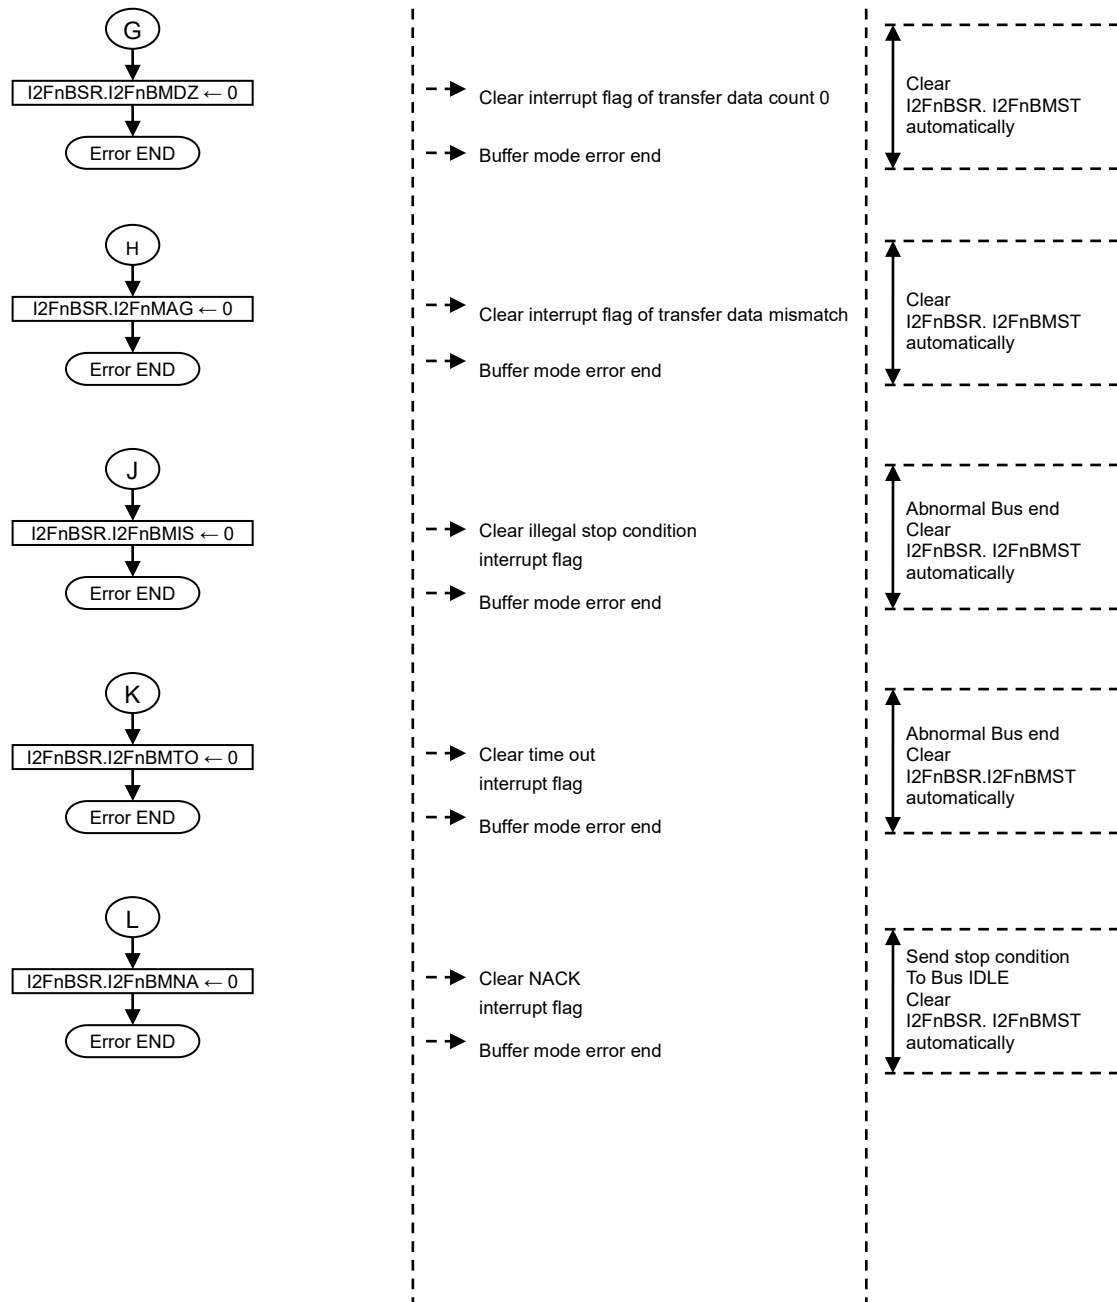 G
I2FnBSR.I2FnBMDZ ← 0
Error END
Clear interrupt flag of transfer data count 0
Buffer mode error end
Clear
I2FnBSR. I2FnBMST
automatically
H
I2FnBSR.I2FnMAG ← 0
Error END
Clear interrupt flag of transfer data mismatch
Buffer mode error end
Clear
I2FnBSR. I2FnBMST
automatically
J
I2FnBSR.I2FnBMIS ← 0
Error END
Clear illegal stop condition
interrupt flag
Buffer mode error end
Abnormal Bus end
Clear
I2FnBSR. I2FnBMST
automatically
K
I2FnBSR.I2FnBMTO ← 0
Error END
Clear time out
interrupt flag
Buffer mode error end
Abnormal Bus end
Clear
I2FnBSR.I2FnBMST
automatically
L
I2FnBSR.I2FnBMNA ← 0
Error END
Clear NACK
interrupt flag
Buffer mode error end
Send stop condition
To Bus IDLE
Clear
I2FnBSR. I2FnBMST
automatically